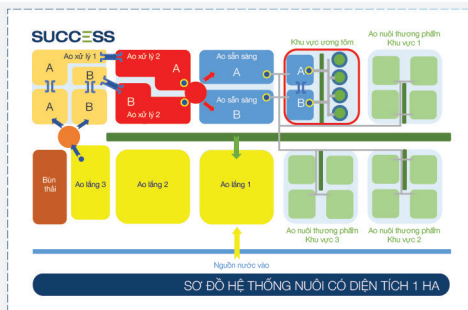 SUCCESS
Ao xử lý 1
Ao xử lý 2
Ao sẵn sàng
Khu vực ương tôm
Ao nuôi thương phẩm
Khu vực 1
A
B
A
A
A
A
B
B
Ao xử lý 2
Ao sẵn sàng
B
B
Bùn
thải
Ao lắng 3
Ao lắng 2
Ao lắng 1
Ao nuôi thương phẩm
Khu vực 3
Ao nuôi thương phẩm
Khu vực 2
Nguồn nước vào
SƠ ĐỒ HỆ THỐNG NUÔI CÓ DIỆN TÍCH 1 HA